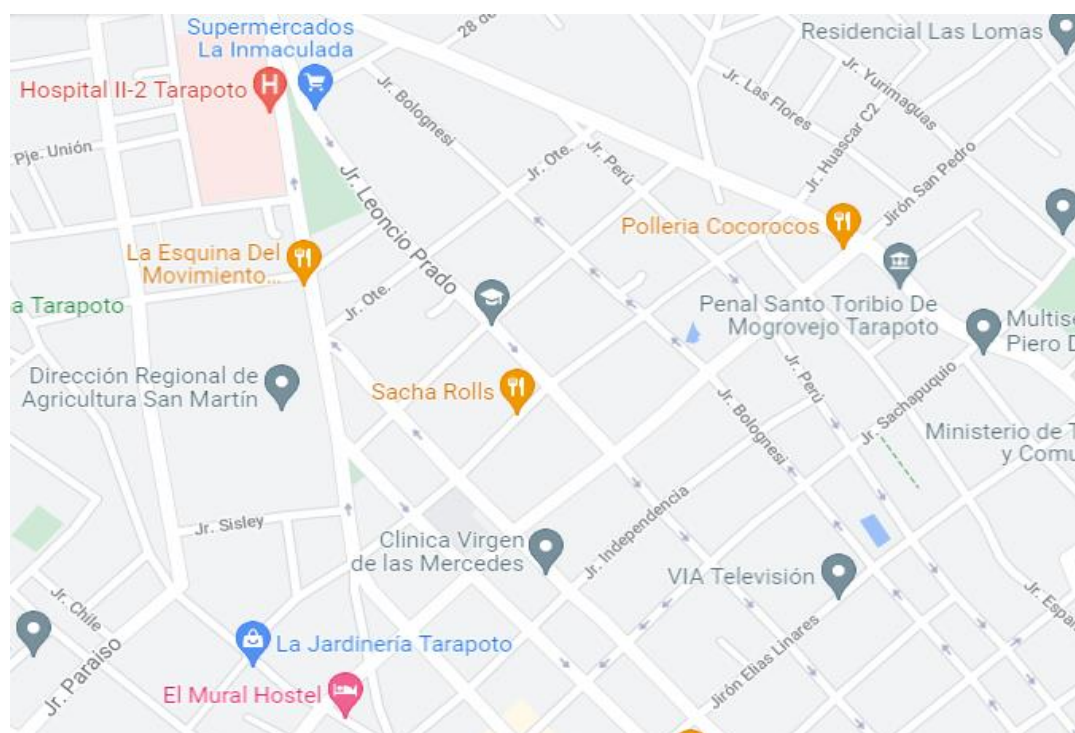 Supermercados
La Inmaculada
28 de
Residencial Las Lomas
Hospital II-2 Tarapoto
H
Jr. Bolognesi
Jr. Las Flores
Jr. Yurimaguas
Pje. Unión
Jr. Huascar C2
Jr. Ote.
Jr. Perú
Jirón San Pedro
Jr. Leoncio Prado
Polleria Cocorocos
La Esquina Del
Movimiento...
a Tarapoto
Jr. Ote.
Penal Santo Toribio De
Mogrovejo Tarapoto
Multise
Piero D
Dirección Regional de
Agricultura San Martín
Sacha Rolls
Jr. Perú
Jr. Bolognesi
Jr. Sachapuquio
Ministerio de T
y Comu
Jr. Sisley
Clinica Virgen
de las Mercedes
Jr. Independencia
VIA Televisión
Jr. Chile
Jr. Espa
Jr. Paraiso
La Jardinería Tarapoto
Jirón Elias Linares
El Mural Hostel